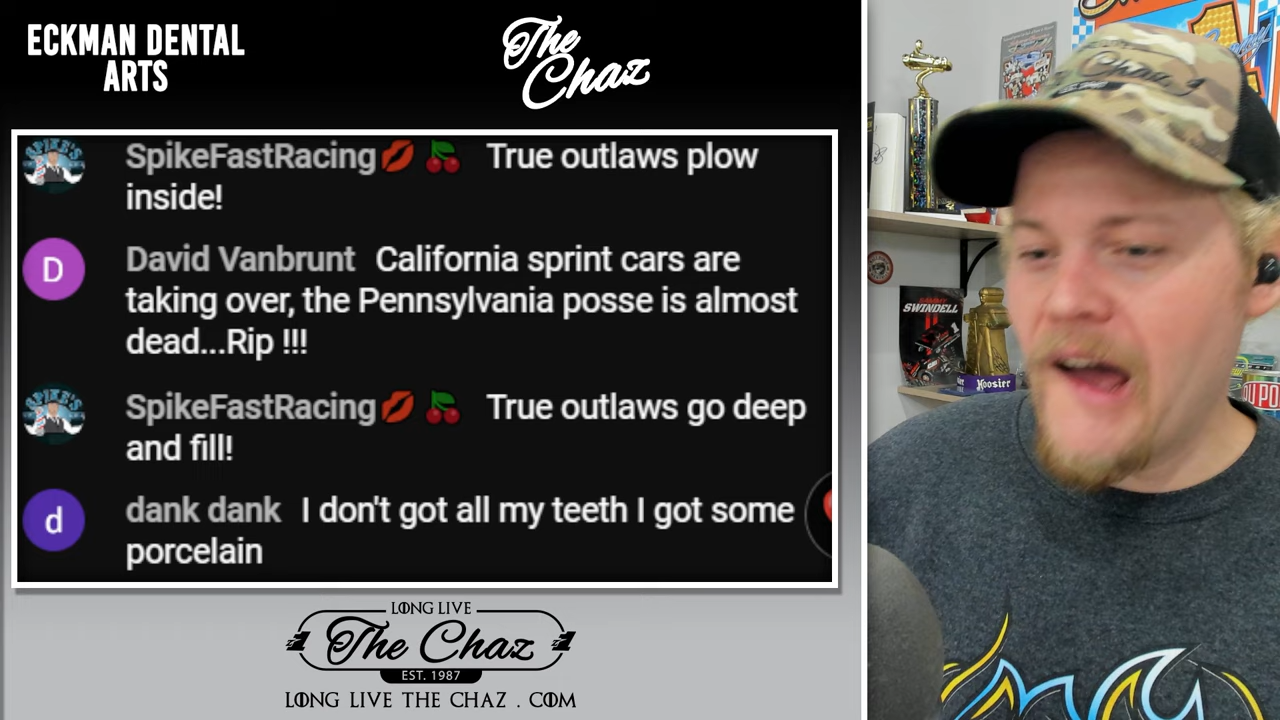 ECKMAN DENTAL
ARTS
The
Chaz
SpikeFastRacing💋🍒 True outlaws plow
inside!
David Vanbrunt California sprint cars are
taking over, the Pennsylvania posse is almost
dead...Rip !!!
SpikeFastRacing💋🍒 True outlaws go deep
and fill!
dank dank I don't got all my teeth I got some
porcelain
D
d
LONG LIVE
The Chaz
EST. 1987
LONG LIVE THE CHAZ . COM
SWINDELL
Hoosier